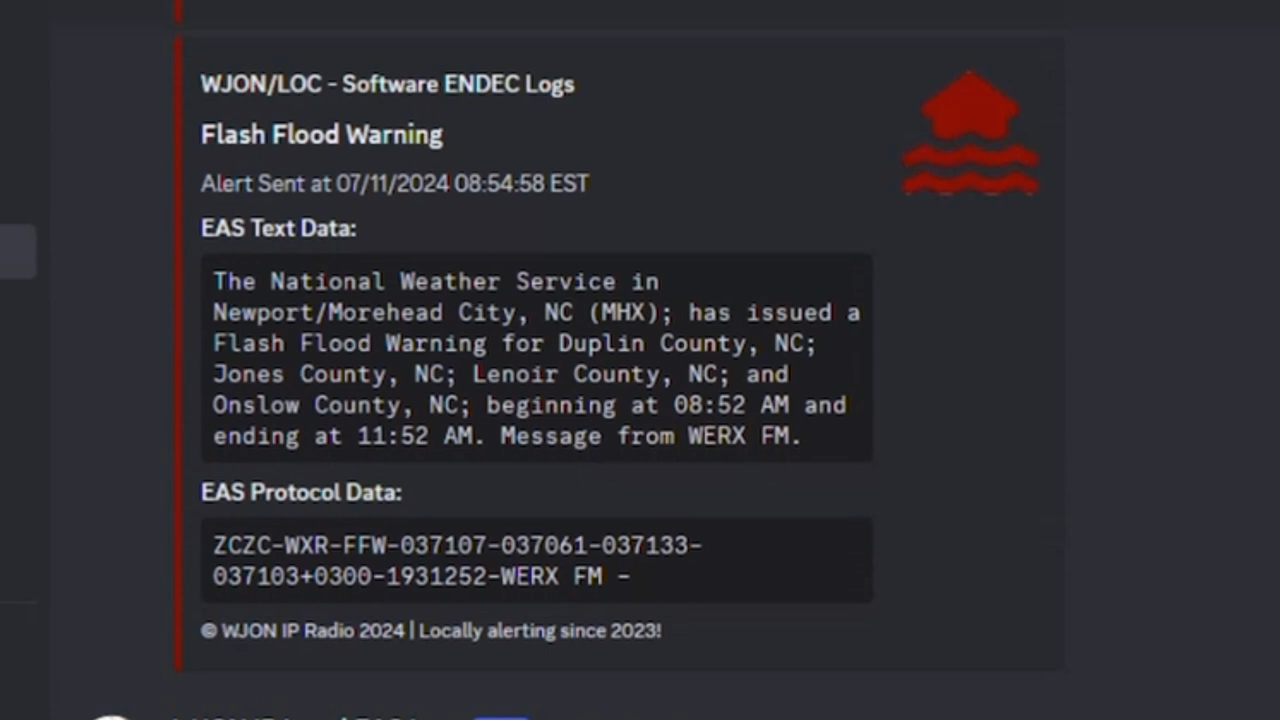 WJON/LOC - Software ENDEC Logs
Flash Flood Warning
Alert Sent at 07/11/2024 08:54:58 EST
EAS Text Data:
The National Weather Service in
Newport/Morehead City, NC (MHX); has issued a
Flash Flood Warning for Duplin County, NC;
Jones County, NC; Lenoir County, NC; and
Onslow County, NC; beginning at 08:52 AM and
ending at 11:52 AM. Message from WERX FM.
EAS Protocol Data:
ZCZC-WXR-FFW-037107-037061-037133-
037103+0300-1931252-WERX FM -
© WJON IP Radio 2024 | Locally alerting since 2023!